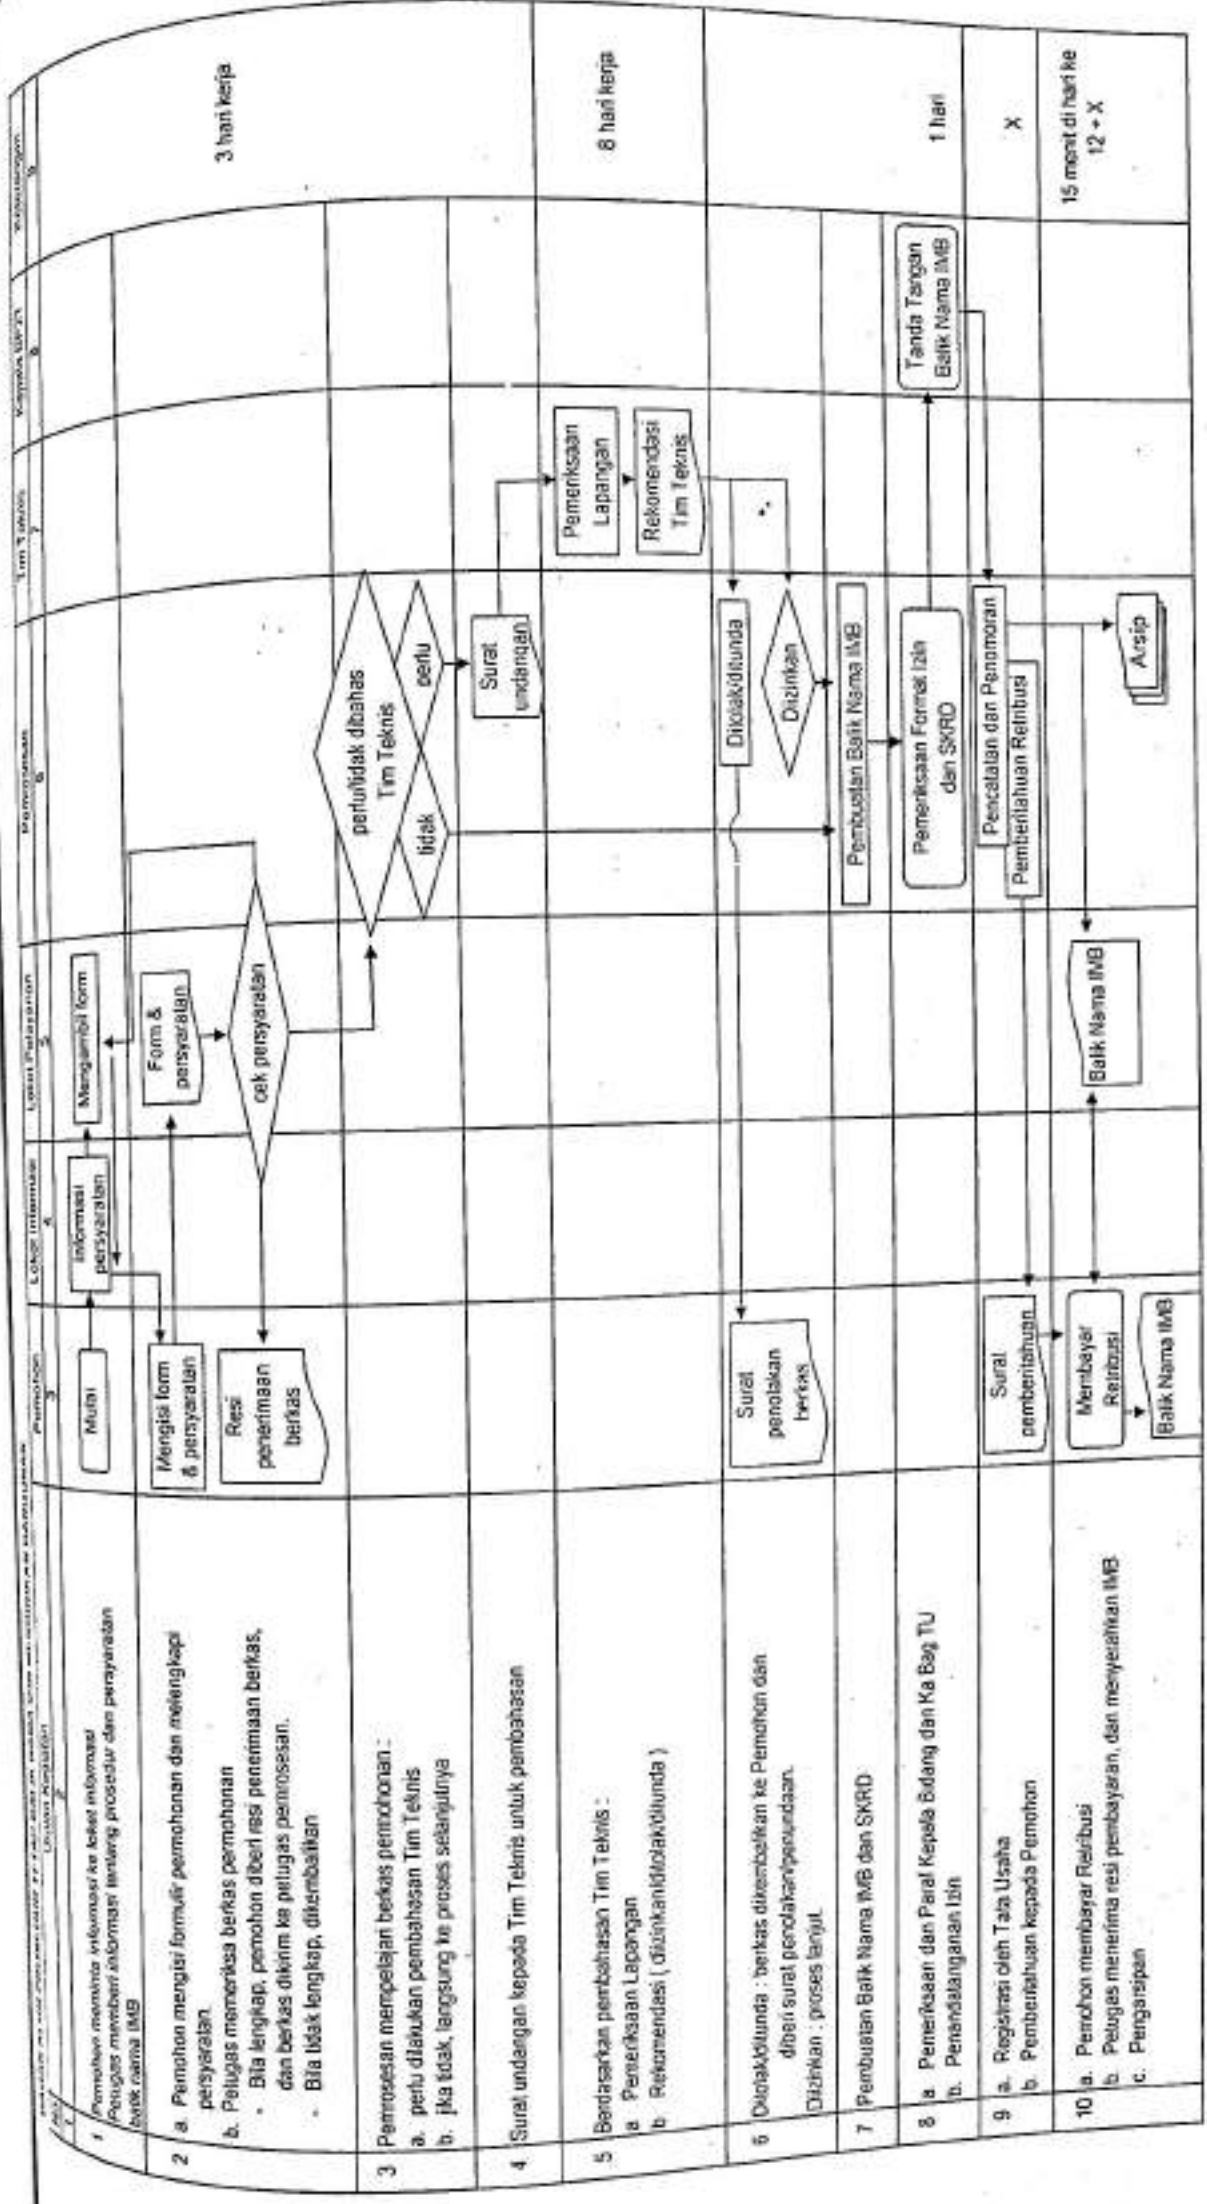 Uraian Kegiatan
Pemohon
Loket Informasi
Loket Pelayanan
Pemrosesan
Tim Teknis
Keterangan
1
2
3
4
5
6
7
8
9
1
Pemohon meminta informasi ke loket informasi
Petugas memberi informasi tentang prosedur dan persyaratan
balik nama IMB
Mulai
Informasi
persyaratan
Mengambil form
3 hari kerja
2
a. Pemohon mengisi formulir permohonan dan melengkapi
persyaratan.
b. Petugas memeriksa berkas permohonan
- Bila lengkap, pemohon diberi resi penerimaan berkas,
dan berkas dikirim ke petugas pemrosesan.
- Bila tidak lengkap, dikembalikan
Mengisi form
& persyaratan
Form &
persyaratan
cek persyaratan
Resi
penerimaan
berkas
3
Pemrosesan mempelajari berkas permohonan :
a. perlu dilakukan pembahasan Tim Teknis
b. jika tidak, langsung ke proses selanjutnya
perlu/tidak dibahas
Tim Teknis
tidak
perlu
4
Surat undangan kepada Tim Teknis untuk pembahasan
Surat
undangan
5
Berdasarkan pembahasan Tim Teknis :
a Pemeriksaan Lapangan
b Rekomendasi ( diizinkan/ditolak/ditunda )
Pemeriksaan
Lapangan
Rekomendasi
Tim Teknis
8 hari kerja
6
Ditolak/ditunda : berkas dikembalikan ke Pemohon dan
diberi surat penolakan/penundaan.
Diizinkan : proses lanjut.
Surat
penolakan
berkas
Ditolak/ditunda
Diizinkan
7
Pembuatan Balik Nama IMB dan SKRD
Pembuatan Balik Nama IMB
8
a. Pemeriksaan dan Paraf Kepala Bidang dan Ka Bag TU
b. Penandatanganan Izin
Pemeriksaan Format Izin
dan SKRD
Tanda Tangan
Balik Nama IMB
1 hari
9
a. Registrasi oleh Tata Usaha
b. Pemberitahuan kepada Pemohon
Surat
pemberitahuan
Pencatatan dan Penomoran
Pemberitahuan Retribusi
X
10
a. Pemohon membayar Retribusi
b. Petugas menerima resi pembayaran, dan menyerahkan IMB
c. Pengarsipan
Membayar
Retribusi
Balik Nama IMB
Balik Nama IMB
Arsip
15 menit di hari ke
12 + X